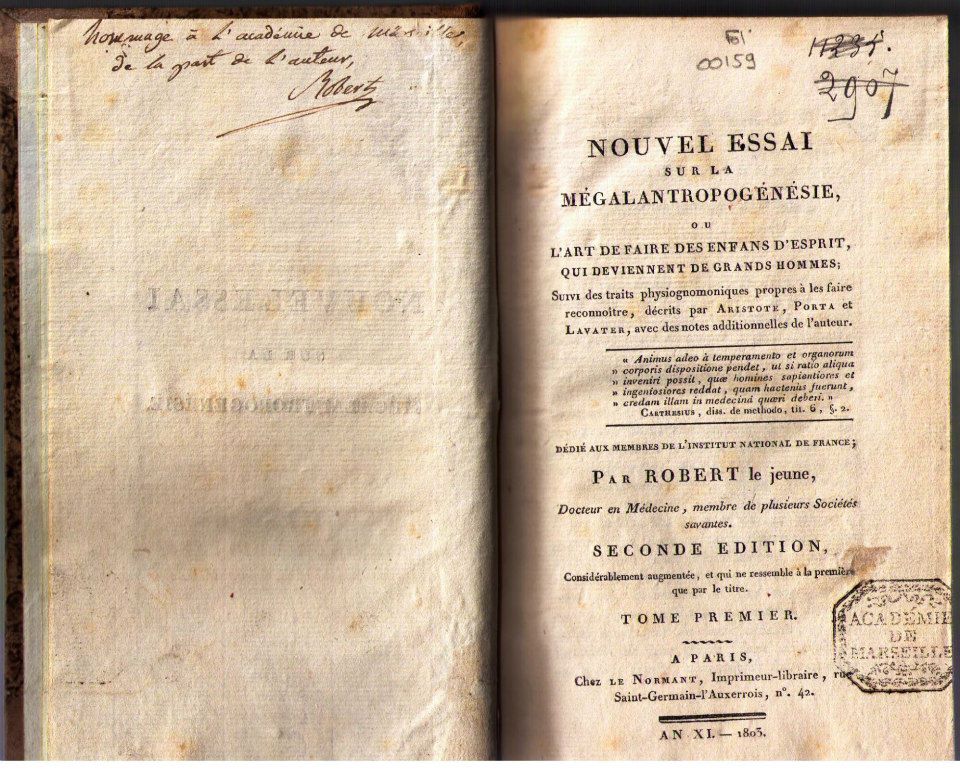 hommage à l'académie de Marseilles,
de la part de l'auteur,
Robert
00159
2907
NOUVEL ESSAI
SUR LA
MÉGALANTROPOGÉNÉSIE,
OU
L'ART DE FAIRE DES ENFANS D'ESPRIT,
QUI DEVIENNENT DE GRANDS HOMMES;
SUIVI des traits physiognomoniques propres à les faire
reconnoître, décrits par ARISTOTE, PORTA et
LAVATER, avec des notes additionnelles de l'auteur.
« Animus adeo à temperamento et organorum
» corporis dispositione pendet, ut si ratio aliqua
» inveniri possit, quæ homines sapientiores et
» ingeniosiores reddat, quam hactenùs fuerunt,
» credam illam in medecinâ quæri deberi. »
CARTHESIUS, diss. de methodo, tit. 6, §. 2.
DÉDIÉ AUX MEMBRES DE L'INSTITUT NATIONAL DE FRANCE;
PAR ROBERT le jeune,
Docteur en Médecine, membre de plusieurs Sociétés
savantes.
SECONDE EDITION,
Considérablement augmentée, et qui ne ressemble à la première
que par le titre.
TOME PREMIER.
ACADÉMIE
DE
MARSEILLE
A PARIS,
Chez LE NORMANT, Imprimeur-libraire, rue
Saint-Germain-l'Auxerrois, n°. 42.
AN XI. — 1803.